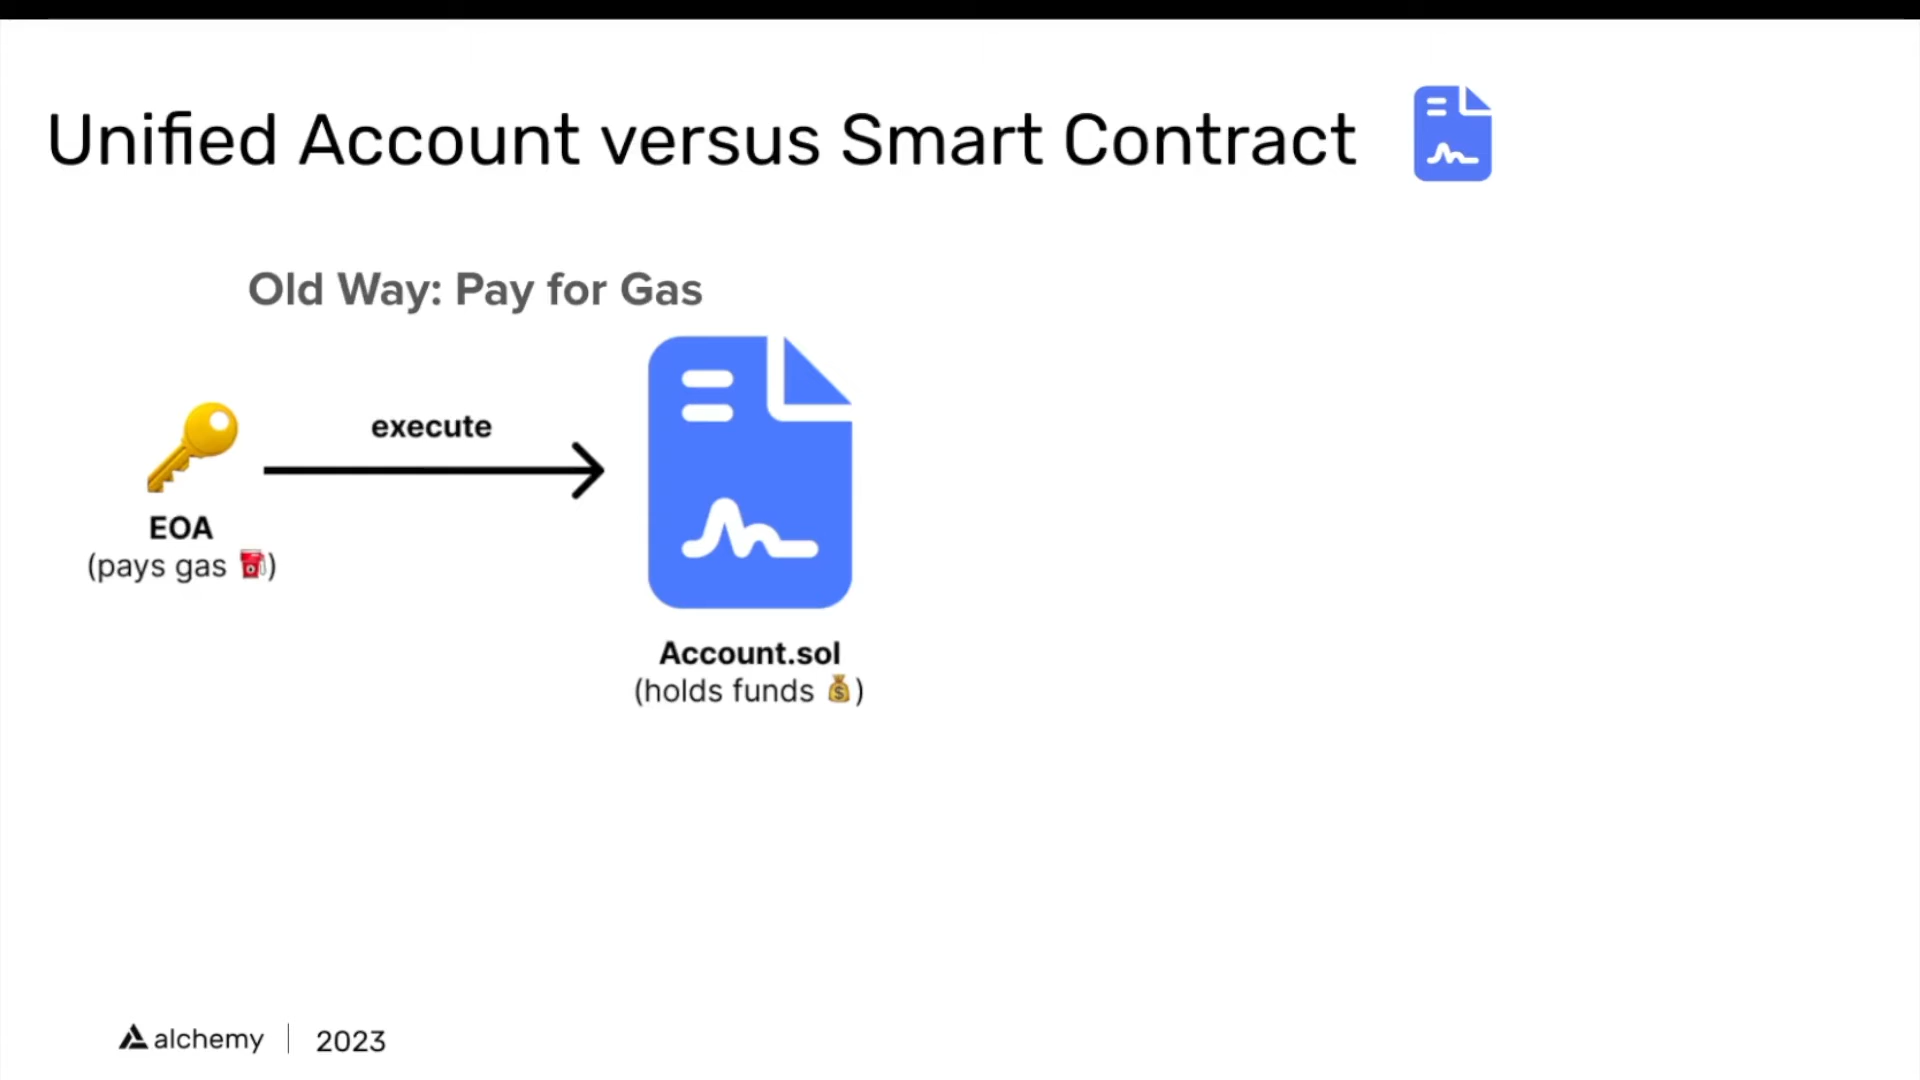 Unified Account versus Smart Contract
Old Way: Pay for Gas
execute
EOA
(pays gas ⛽)
Account.sol
(holds funds 💰)
alchemy | 2023